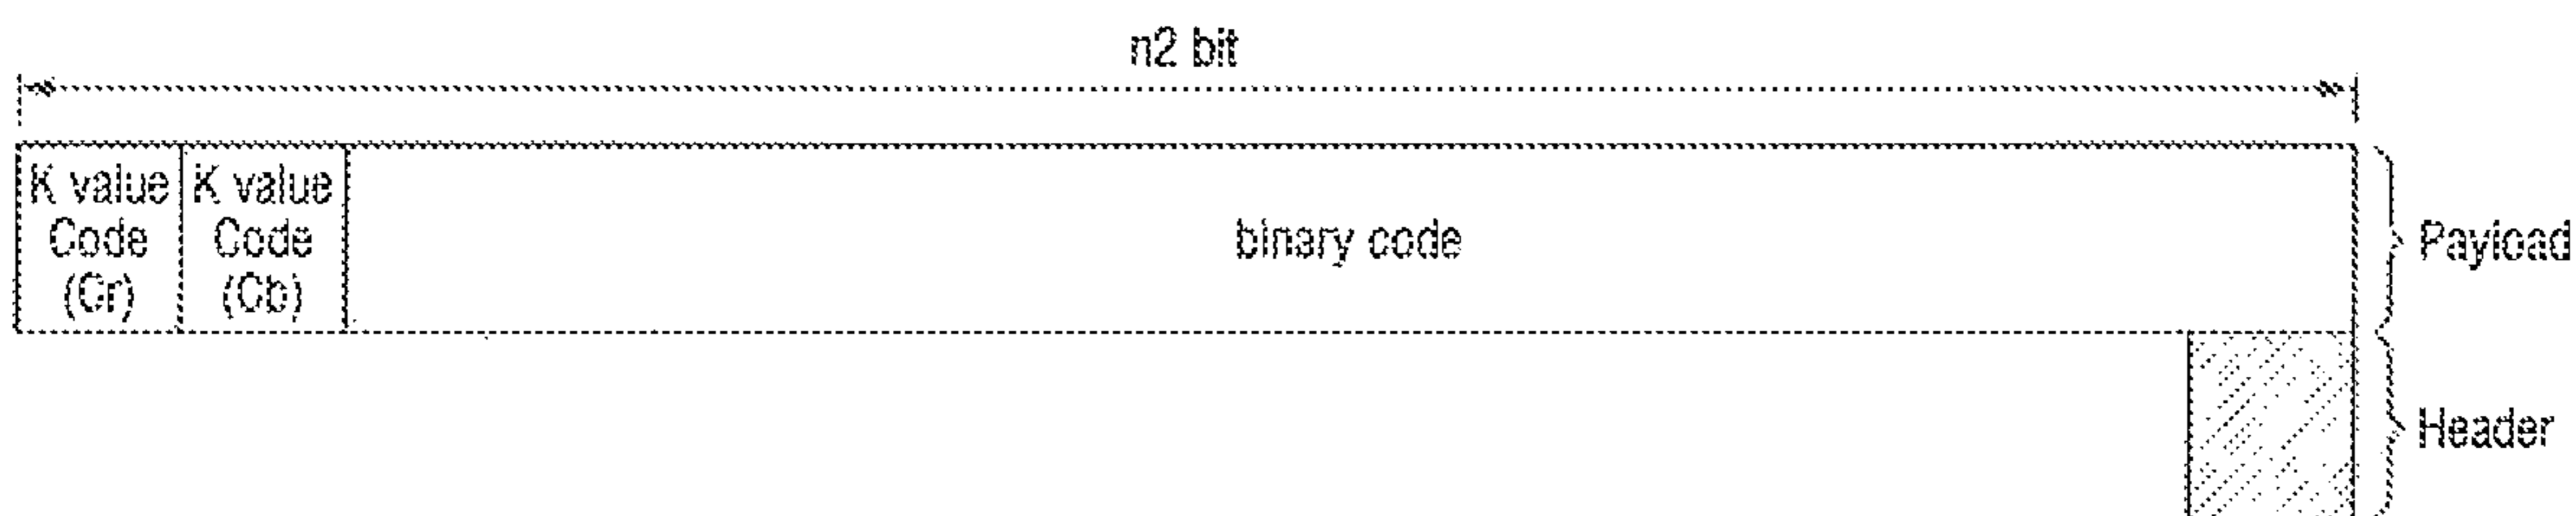 n2 bit
K value
Code
(Cr)
K value
Code
(Cb)
binary code
Payload
Header